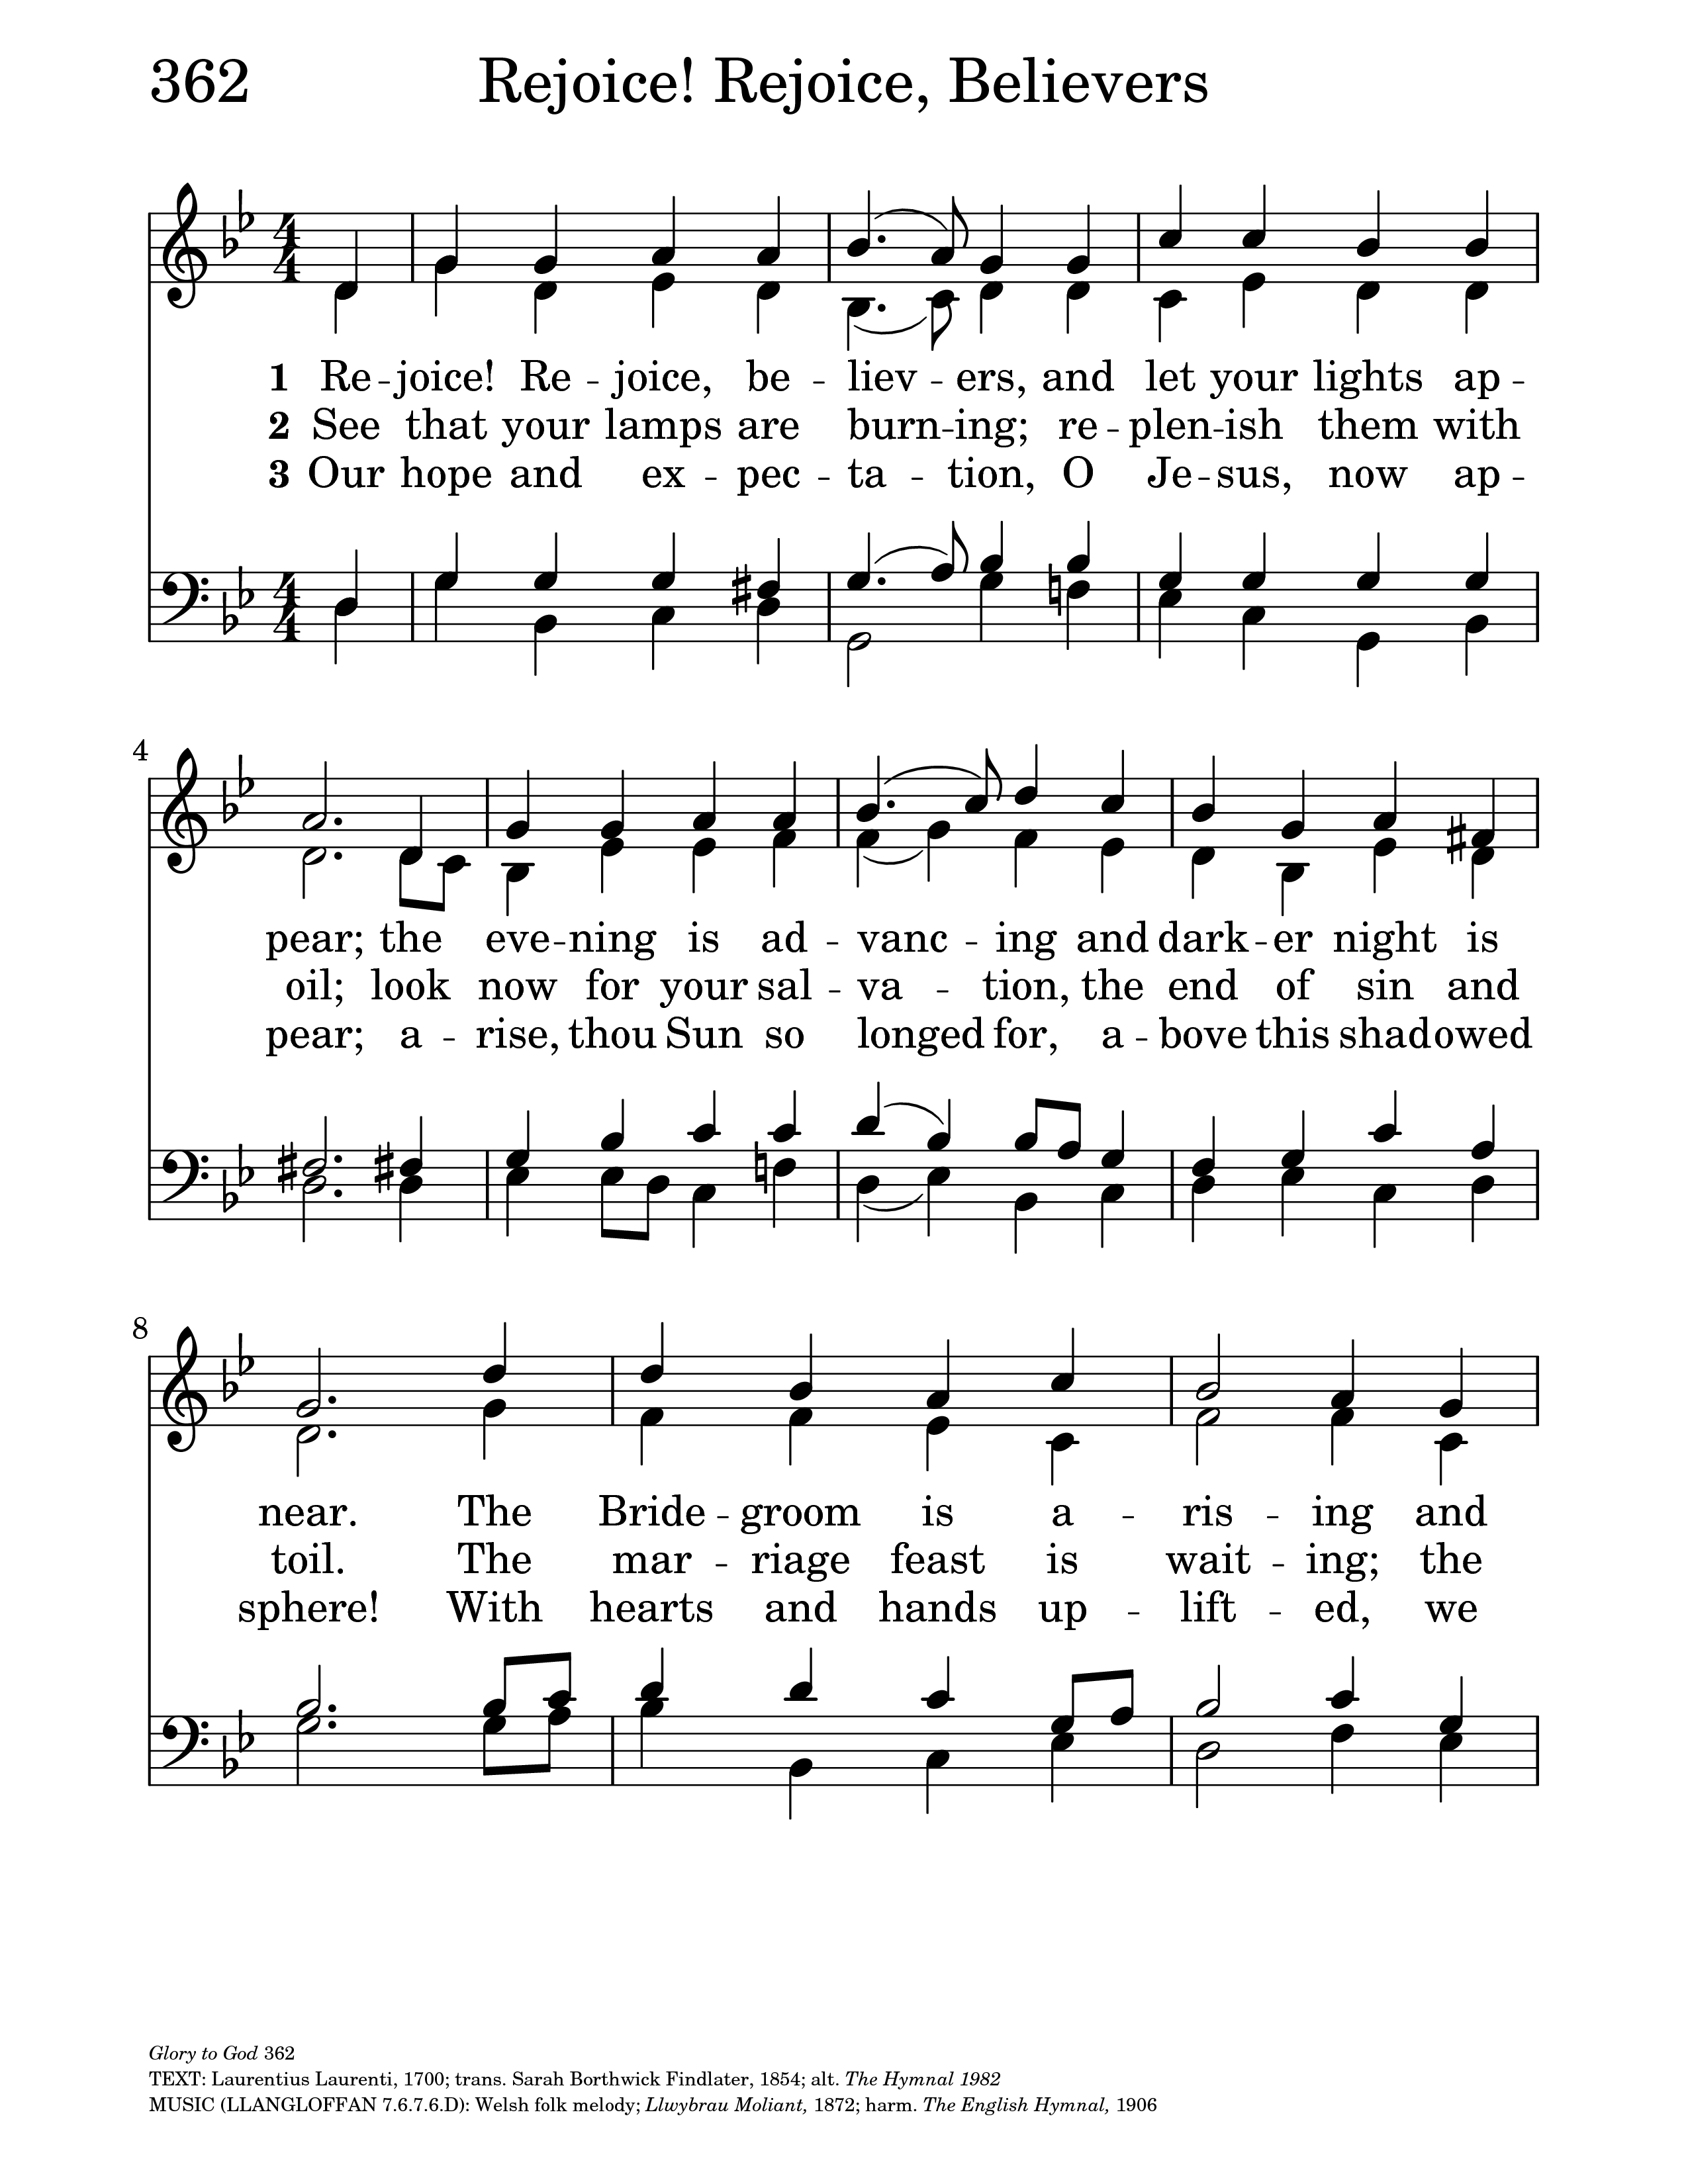 362 Rejoice! Rejoice, Believers
4
4
1 Re - joice! Re - joice, be - liev - ers, and let your lights ap -
2 See that your lamps are burn - ing; re - plen - ish them with
3 Our hope and ex - pec - ta - tion, O Je - sus, now ap -
4
4
4
pear; the eve - ning is ad - vanc - ing and dark - er night is
oil; look now for your sal - va - tion, the end of sin and
pear; a - rise, thou Sun so longed for, a - bove this shadowed
8
near. The Bride - groom is a - ris - ing and
toil. The mar - riage feast is wait - ing; the
sphere! With hearts and hands up - lift - ed, we
Glory to God 362
TEXT: Laurentius Laurenti, 1700; trans. Sarah Borthwick Findlater, 1854; alt. The Hymnal 1982
MUSIC (LLANGLOFFAN 7.6.7.6.D): Welsh folk melody; Llwybrau Moliant, 1872; harm. The English Hymnal, 1906